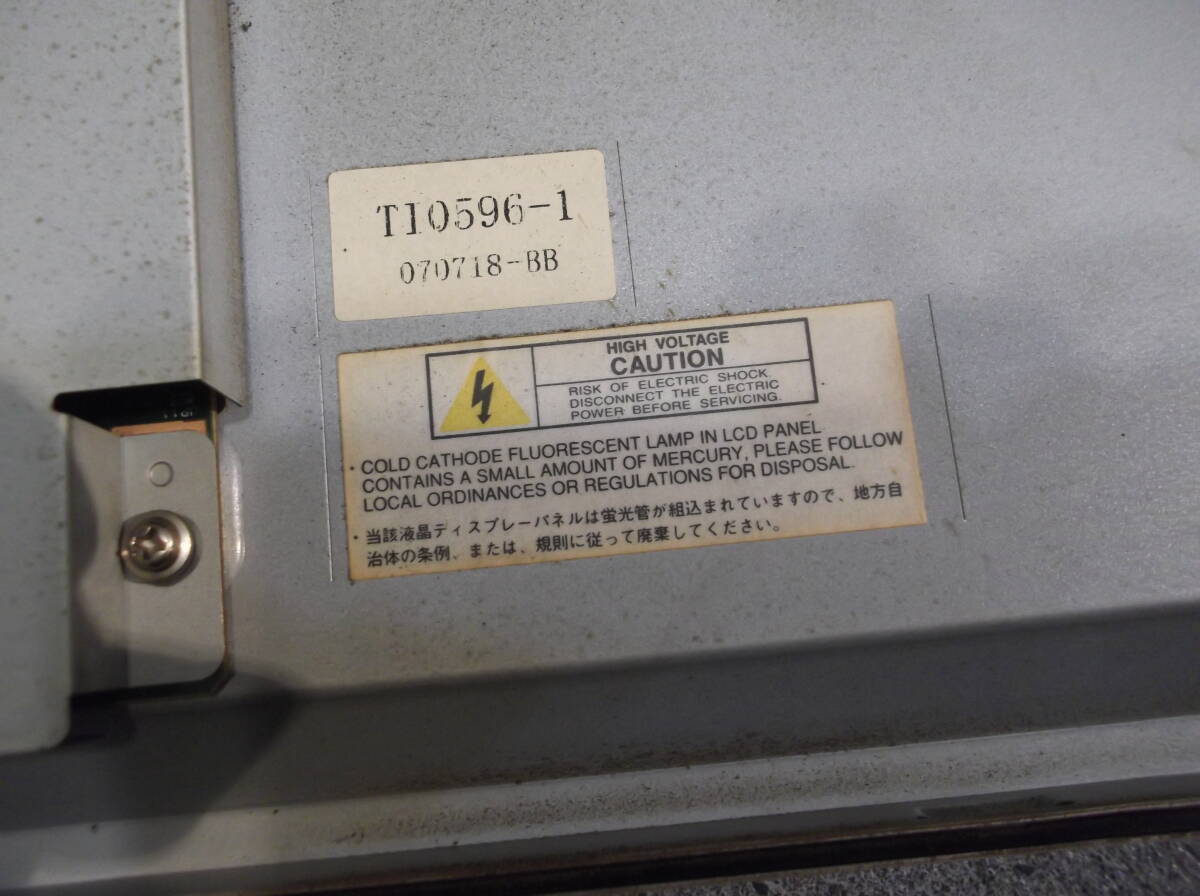 TI0596-1
070718-BB
HIGH VOLTAGE
CAUTION
RISK OF ELECTRIC SHOCK.
DISCONNECT THE ELECTRIC
POWER BEFORE SERVICING.
・COLD CATHODE FLUORESCENT LAMP IN LCD PANEL
CONTAINS A SMALL AMOUNT OF MERCURY, PLEASE FOLLOW
LOCAL ORDINANCES OR REGULATIONS FOR DISPOSAL.
・当該液晶ディスプレーパネルは蛍光管が組込まれていますので、地方自
治体の条例、または、規則に従って廃棄してください。